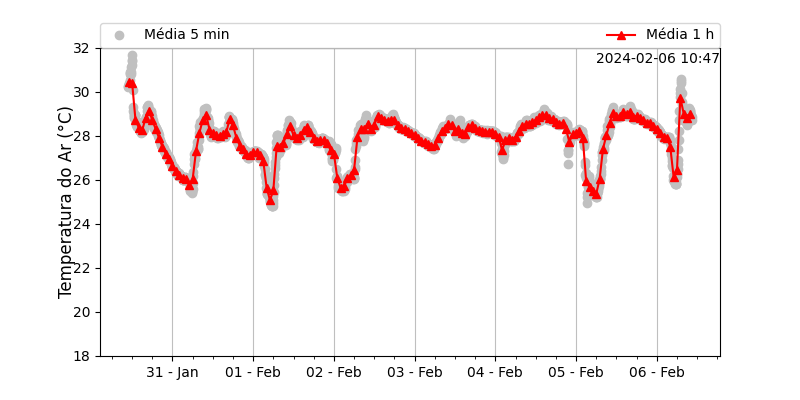 Média 5 min
Média 1 h
2024-02-06 10:47
Temperatura do Ar (°C)
32
30
28
26
24
22
20
18
31 - Jan
01 - Feb
02 - Feb
03 - Feb
04 - Feb
05 - Feb
06 - Feb